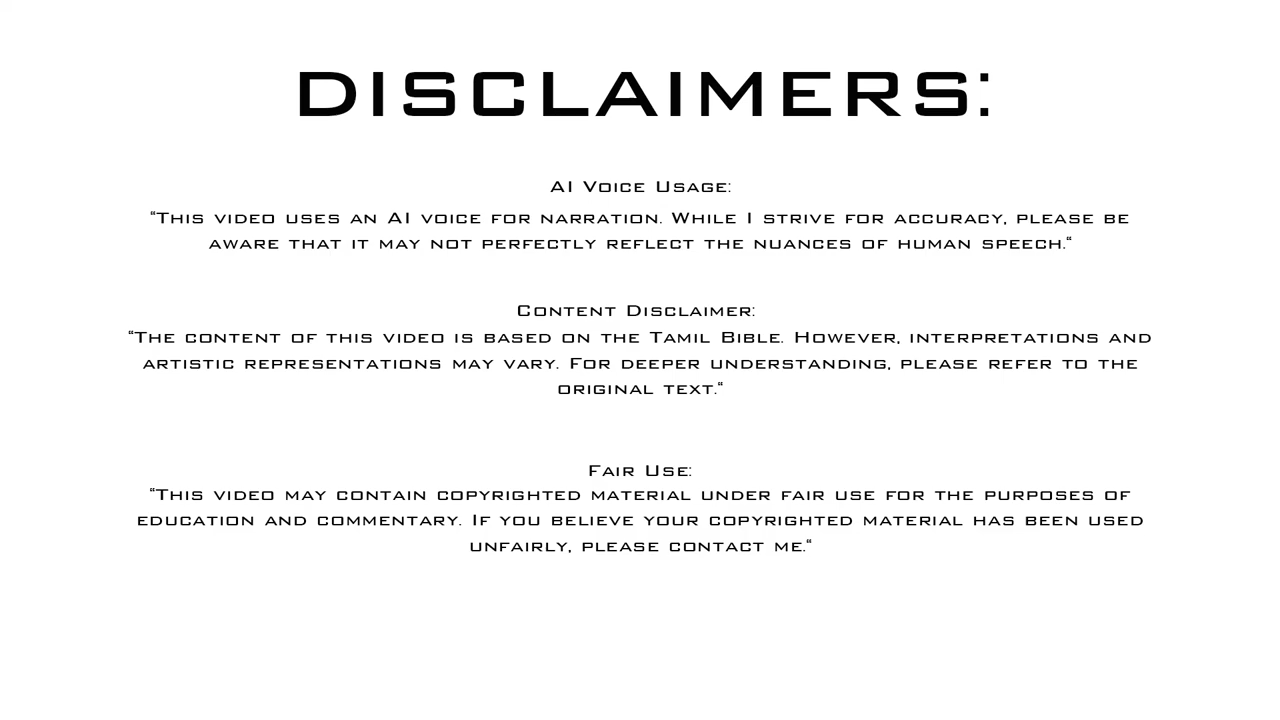 DISCLAIMERS:
AI Voice Usage:
“This video uses an AI voice for narration. While I strive for accuracy, please be
aware that it may not perfectly reflect the nuances of human speech.“
Content Disclaimer:
“The content of this video is based on the Tamil Bible. However, interpretations and
artistic representations may vary. For deeper understanding, please refer to the
original text.“
Fair Use:
“This video may contain copyrighted material under fair use for the purposes of
education and commentary. If you believe your copyrighted material has been used
unfairly, please contact me.“